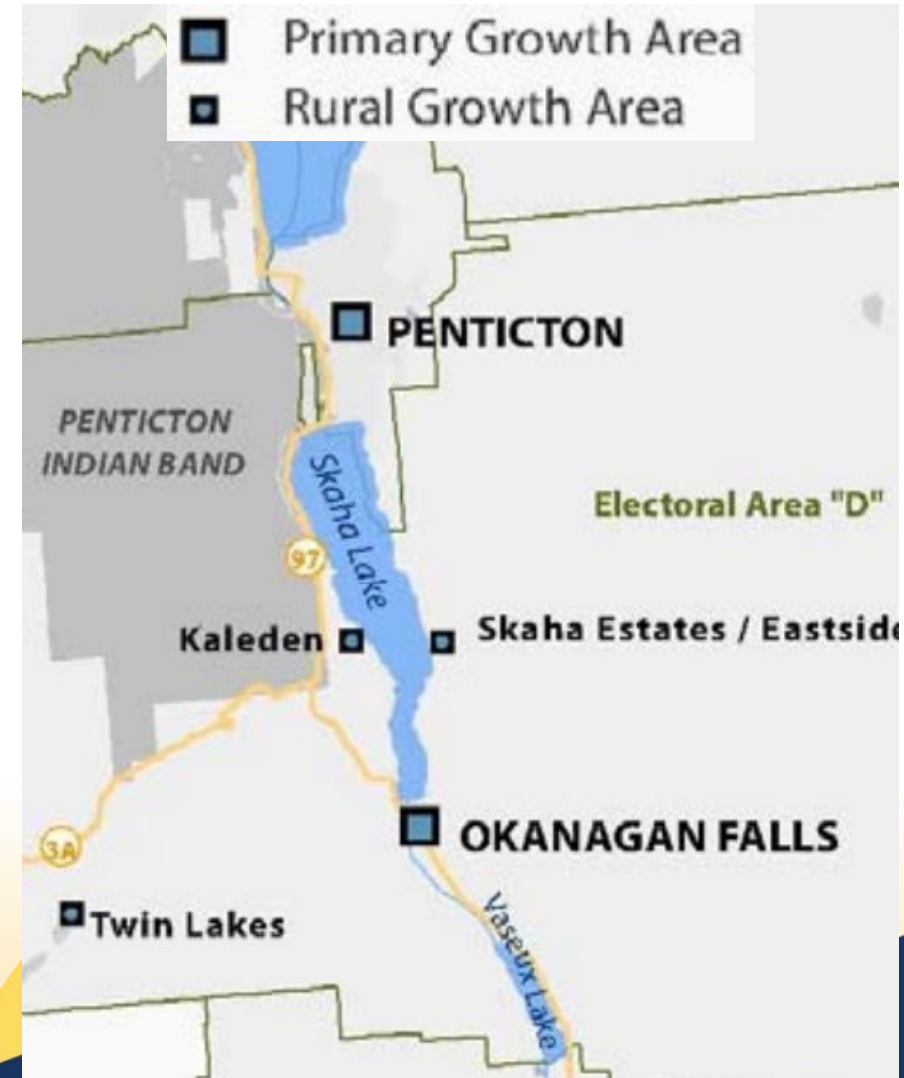 Primary Growth Area
Rural Growth Area
PENTICTON
PENTICTON
INDIAN BAND
Skaha Lake
Electoral Area "D"
97
Kaleden
Skaha Estates / Eastside
OKANAGAN FALLS
3A
Twin Lakes
Vaseux Lake